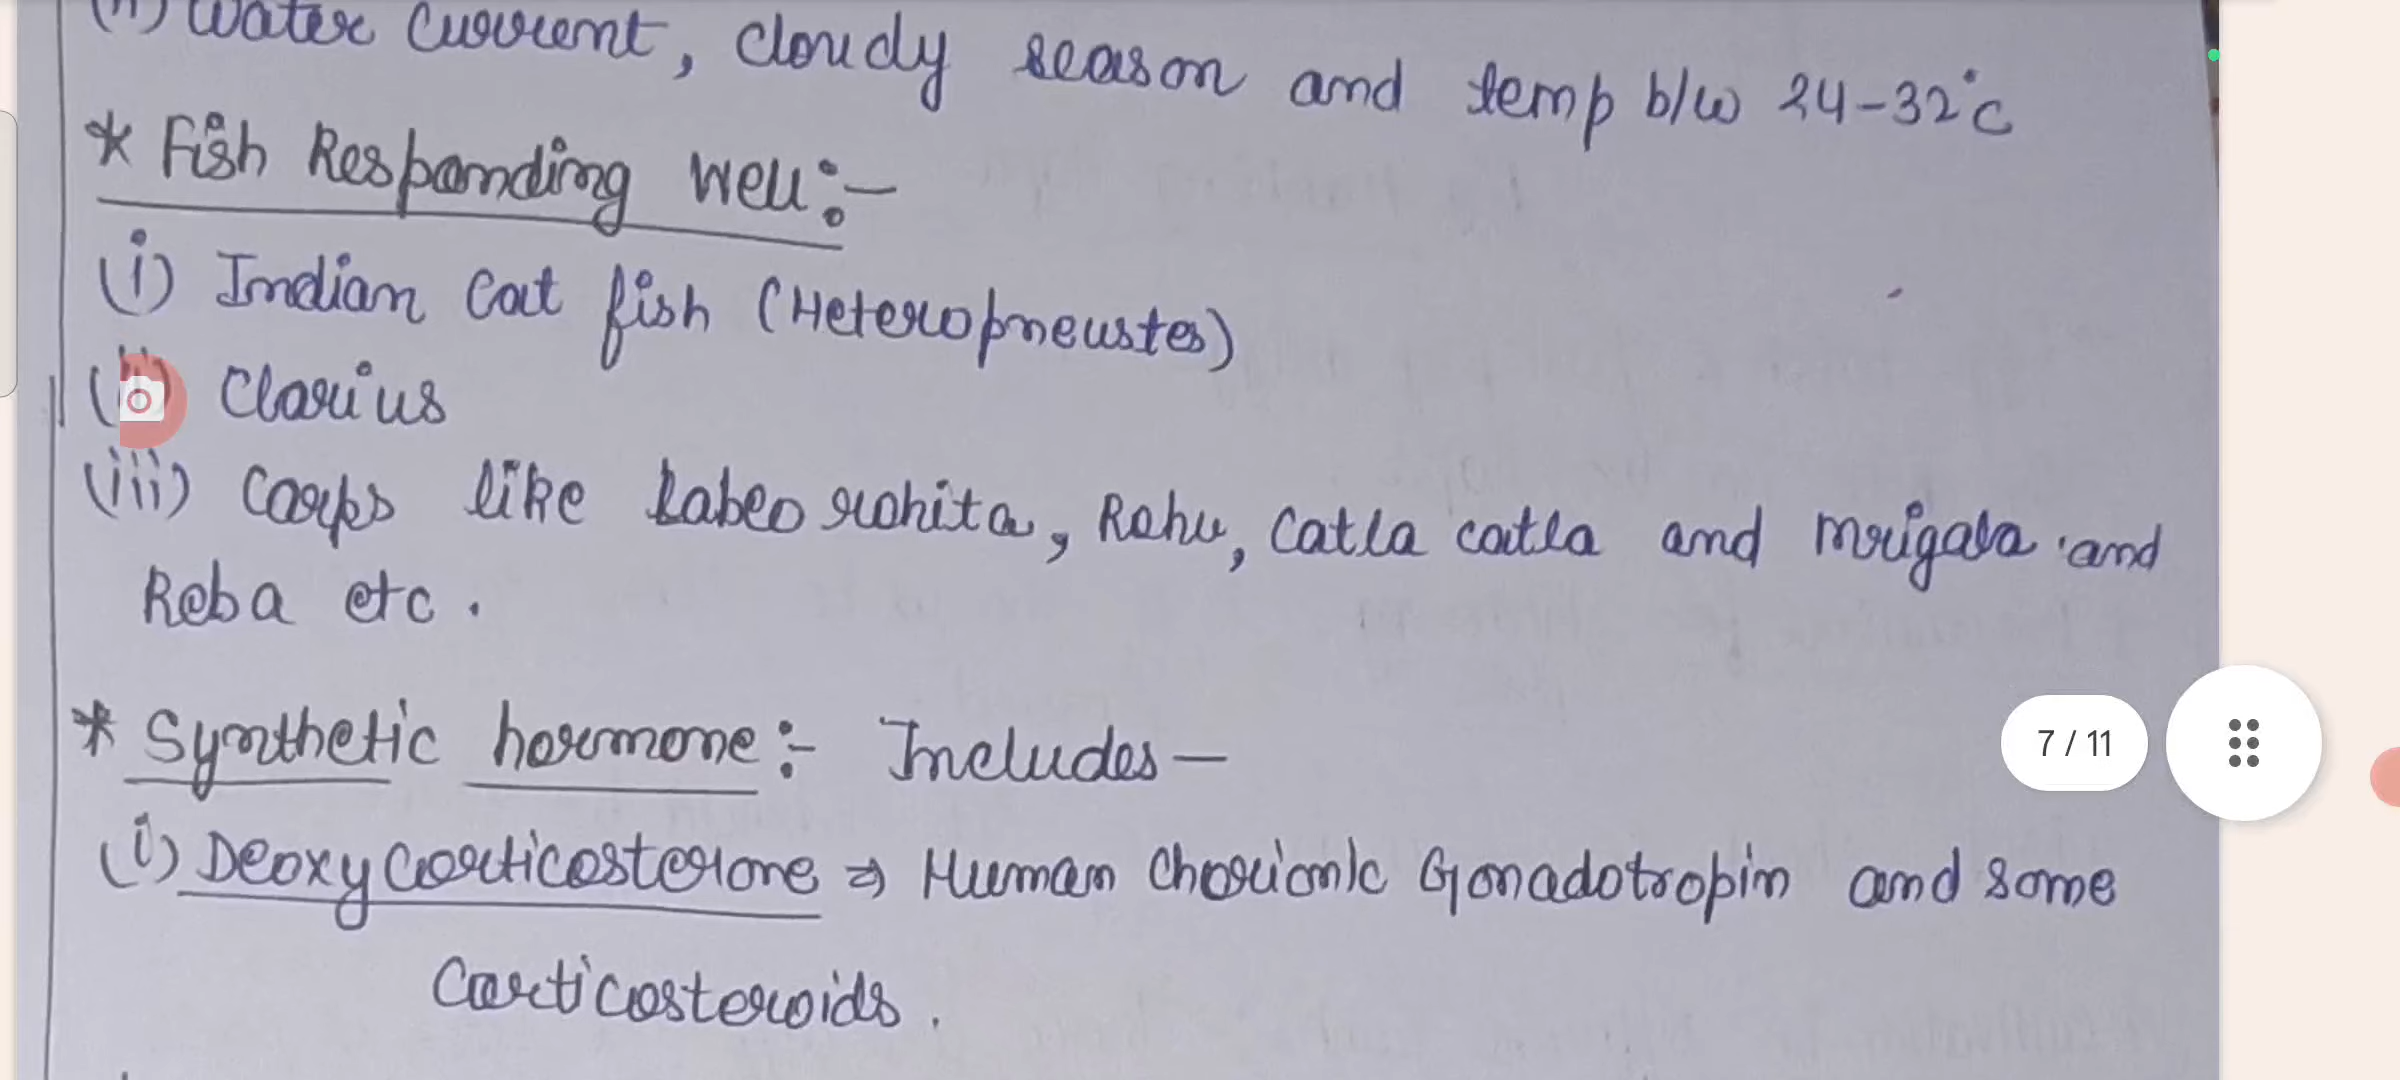 (ii) Water Current, Cloudy season and temp b/w 24-32°c
* Fish Responding Well:-
(i) Indian Cat fish (Heteropneustes)
(ii) Clarius
(iii) Carps like Labeo rohita, Rohu, Catla catla and Mrigala and
Reba etc.
* Synthetic hormone:- Includes —
(i) Deoxycorticosterone ⇒ Human Chorionic Gonadotropin and some
Corticosteroids.
7 / 11